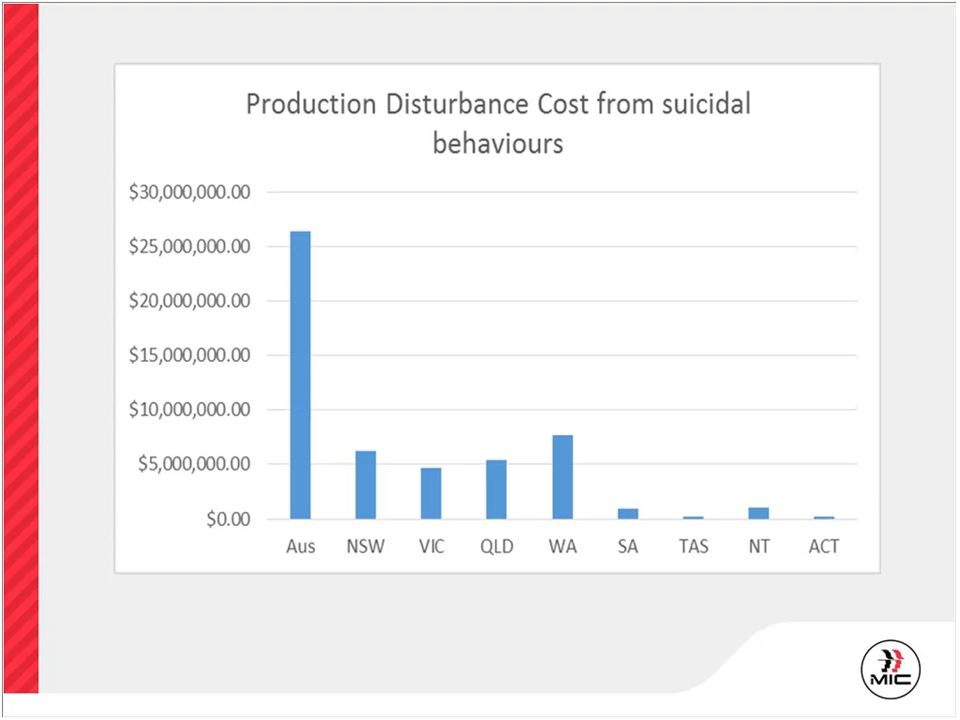 Production Disturbance Cost from suicidal
behaviours
$30,000,000.00
$25,000,000.00
$20,000,000.00
$15,000,000.00
$10,000,000.00
$5,000,000.00
$0.00
Aus NSW VIC QLD WA SA TAS NT ACT
MIC